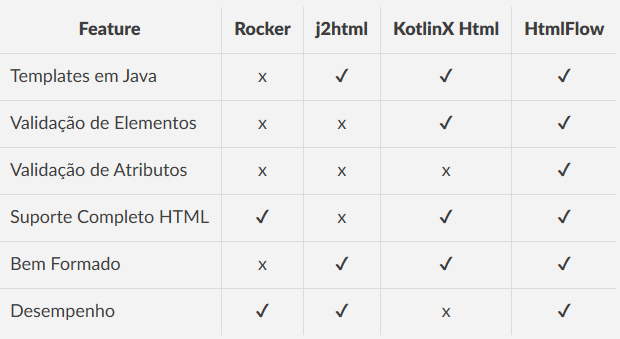 Feature Rocker j2html KotlinX Html HtmlFlow
Templates em Java x ✓ ✓ ✓
Validação de Elementos x x ✓ ✓
Validação de Atributos x x x ✓
Suporte Completo HTML ✓ x ✓ ✓
Bem Formado x ✓ ✓ ✓
Desempenho ✓ ✓ x ✓